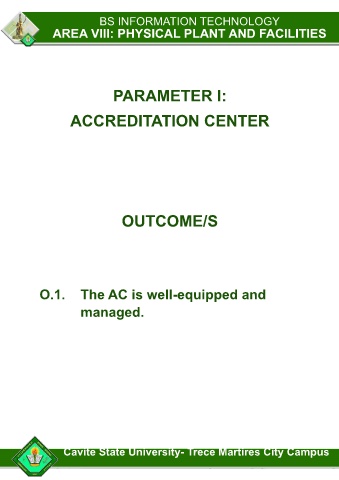 BS INFORMATION TECHNOLOGY
AREA VIII: PHYSICAL PLANT AND FACILITIES
PARAMETER I:
ACCREDITATION CENTER
OUTCOME/S
O.1. The AC is well-equipped and
managed.
Cavite State University- Trece Martires City Campus